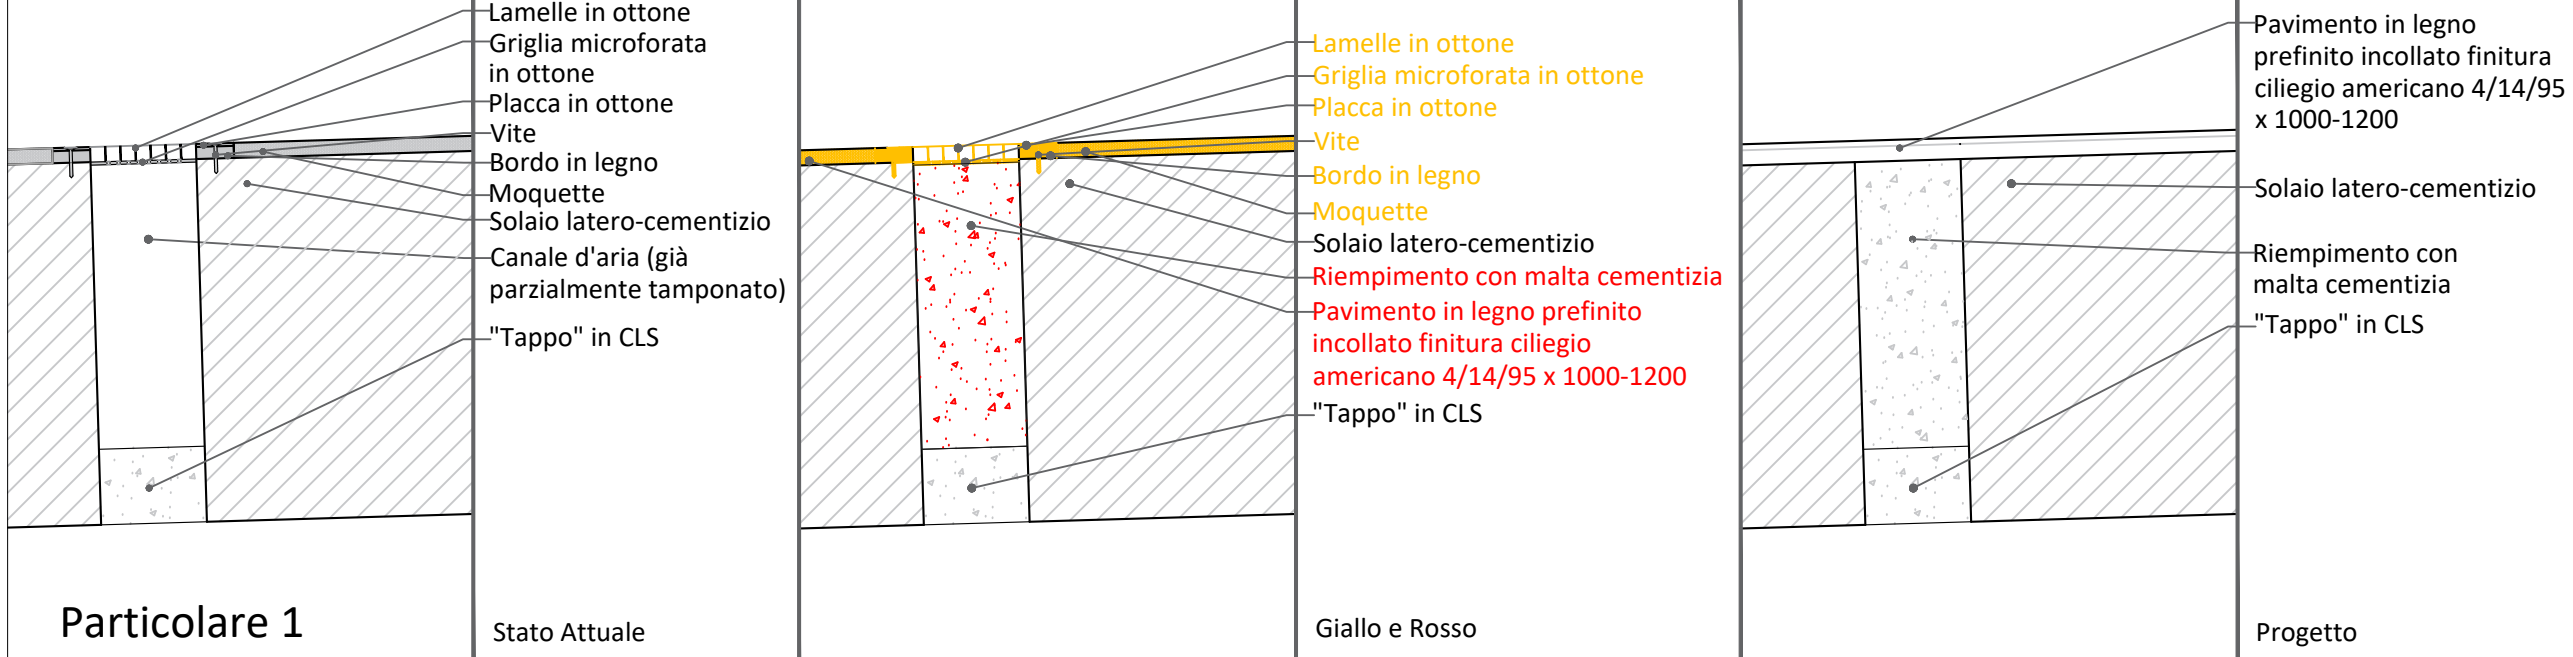 Lamelle in ottone
Griglia microforata
in ottone
Placca in ottone
Vite
Bordo in legno
Moquette
Solaio latero-cementizio
Canale d'aria (già
parzialmente tamponato)
"Tappo" in CLS
Particolare 1
Stato Attuale
Lamelle in ottone
Griglia microforata in ottone
Placca in ottone
Vite
Bordo in legno
Moquette
Solaio latero-cementizio
Riempimento con malta cementizia
Pavimento in legno prefinito
incollato finitura ciliegio
americano 4/14/95 x 1000-1200
"Tappo" in CLS
Giallo e Rosso
Pavimento in legno
prefinito incollato finitura
ciliegio americano 4/14/95
x 1000-1200
Solaio latero-cementizio
Riempimento con
malta cementizia
"Tappo" in CLS
Progetto